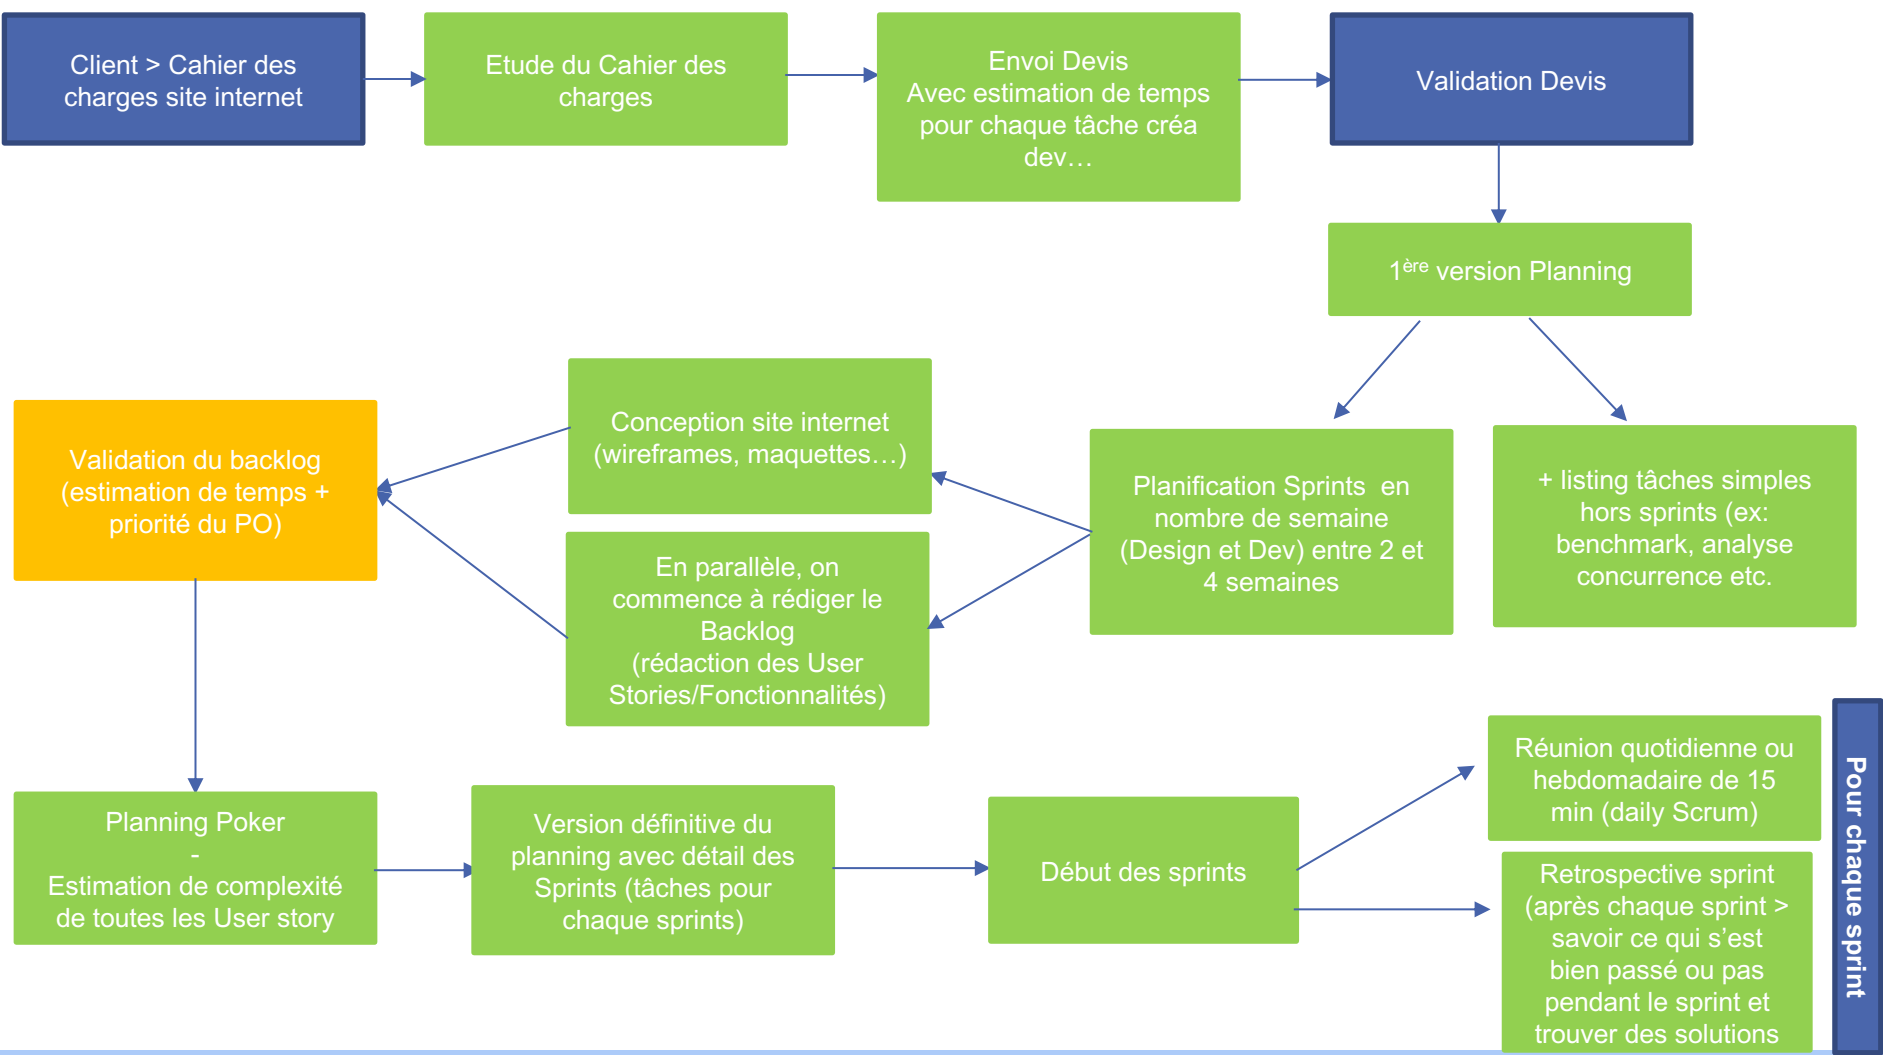 Client > Cahier des
charges site internet
Etude du Cahier des
charges
Envoi Devis
Avec estimation de temps
pour chaque tâche créa
dev…
Validation Devis
1ère version Planning
Conception site internet
(wireframes, maquettes…)
Validation du backlog
(estimation de temps +
priorité du PO)
Planification Sprints  en
nombre de semaine
(Design et Dev) entre 2 et
4 semaines
+ listing tâches simples
hors sprints (ex:
benchmark, analyse
concurrence etc.
En parallèle, on
commence à rédiger le
Backlog
(rédaction des User
Stories/Fonctionnalités)
Planning Poker
-
Estimation de complexité
de toutes les User story
Version définitive du
planning avec détail des
Sprints (tâches pour
chaque sprints)
Début des sprints
Réunion quotidienne ou
hebdomadaire de 15
min (daily Scrum)
Retrospective sprint
(après chaque sprint >
savoir ce qui s’est
bien passé ou pas
pendant le sprint et
trouver des solutions
Pour chaque sprint